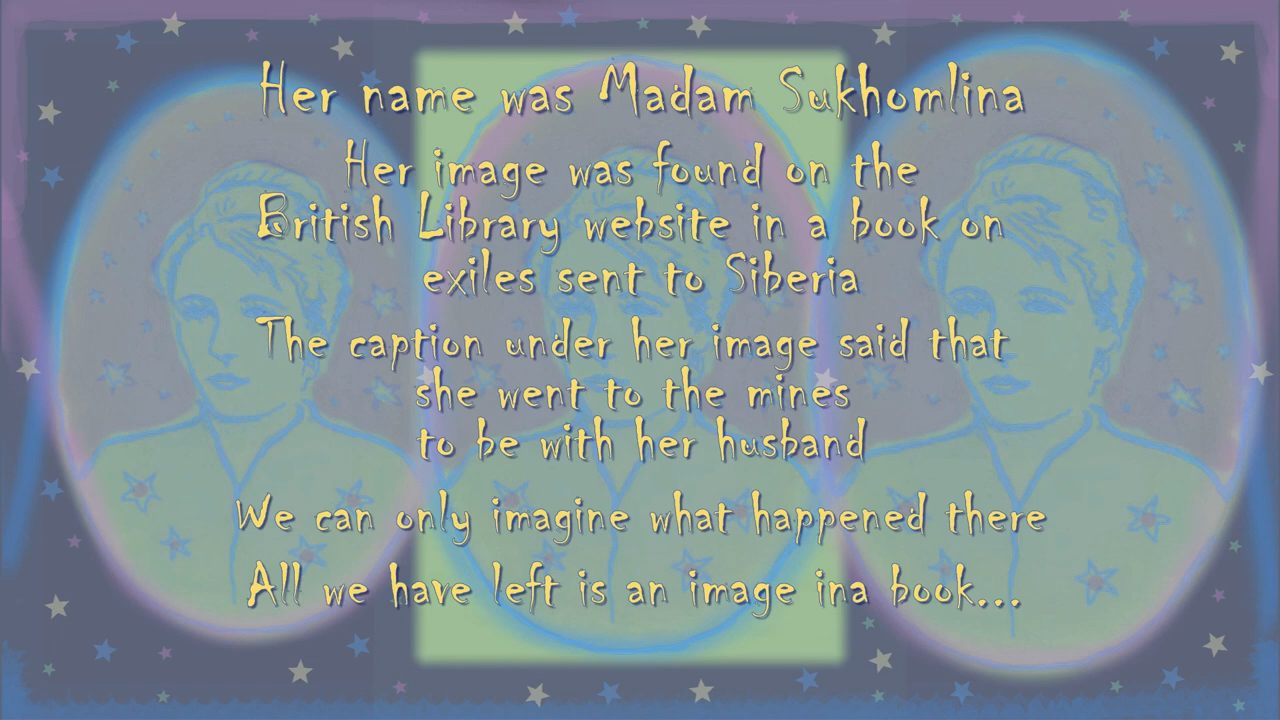 Her name was Madam Sukhomlina
Her image was found on the
British Library website in a book on
exiles sent to Siberia
The caption under her image said that
she went to the mines
to be with her husband
We can only imagine what happened there
All we have left is an image ina book...